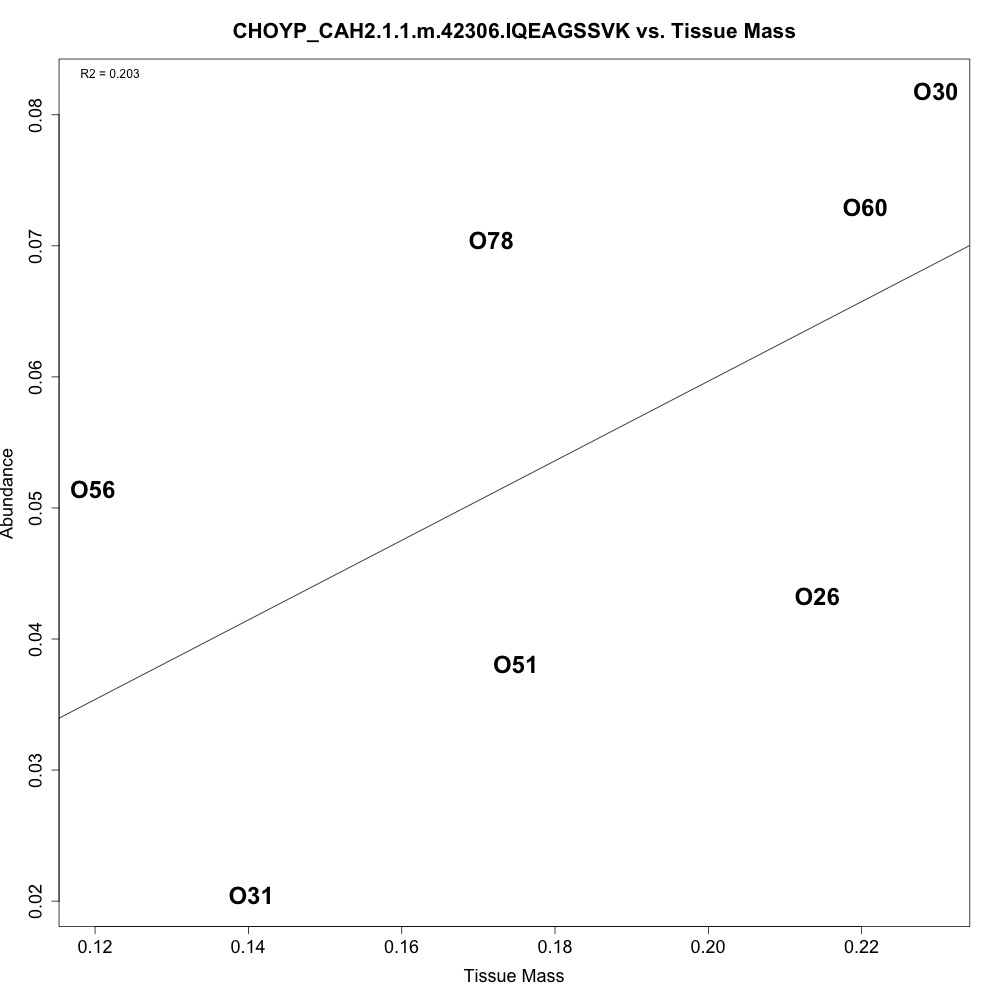 CHOYP_CAH2.1.1.m.42306.IQEAGSSVK vs. Tissue Mass
R2 = 0.203
O30
O60
O78
O56
O26
O51
O31
Abundance
0.08
0.07
0.06
0.05
0.04
0.03
0.02
0.12 0.14 0.16 0.18 0.20 0.22
Tissue Mass